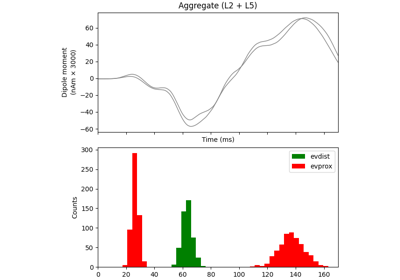 Aggregate (L2 + L5)
Dipole moment
(nAm × 3000)
60
40
20
0
−20
−40
−60
Time (ms)
Counts
300
250
200
150
100
50
0
evdist
evprox
0 20 40 60 80 100 120 140 160